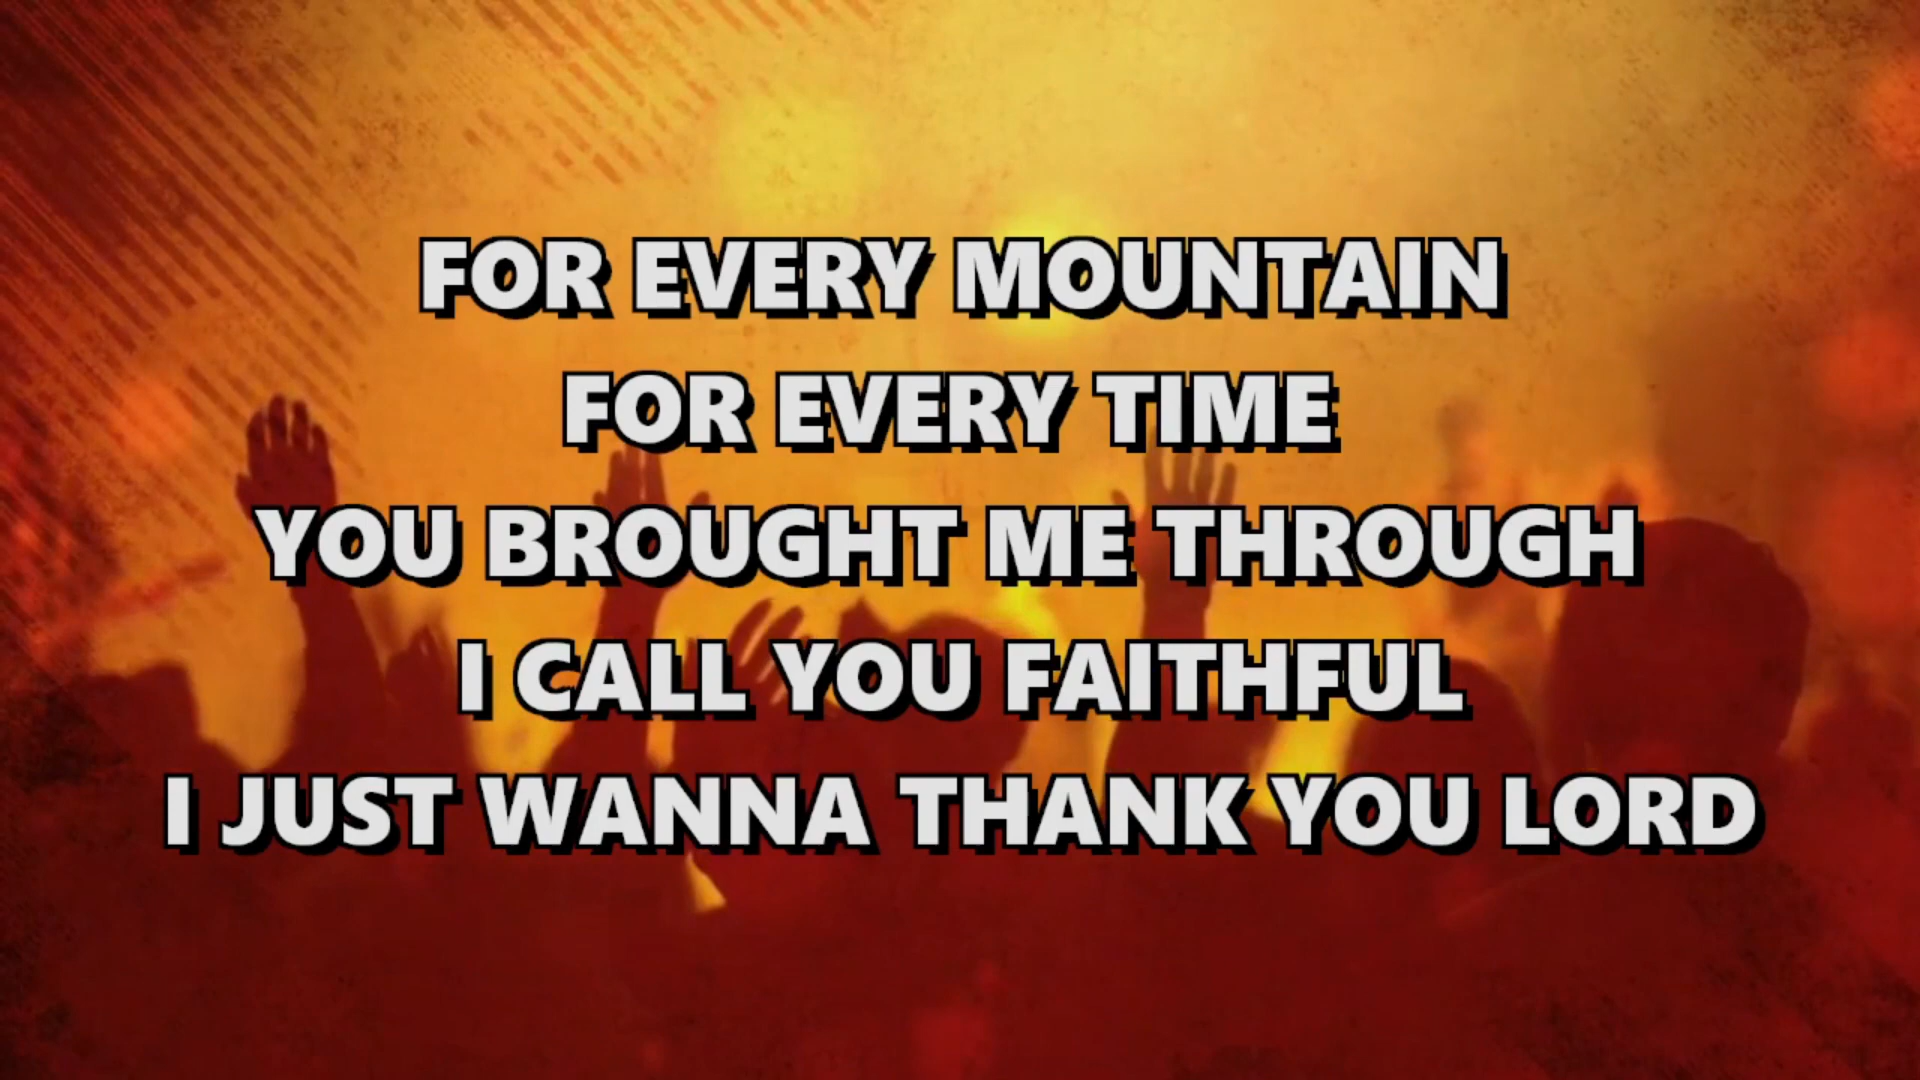 FOR EVERY MOUNTAIN
FOR EVERY TIME
YOU BROUGHT ME THROUGH
I CALL YOU FAITHFUL
I JUST WANNA THANK YOU LORD